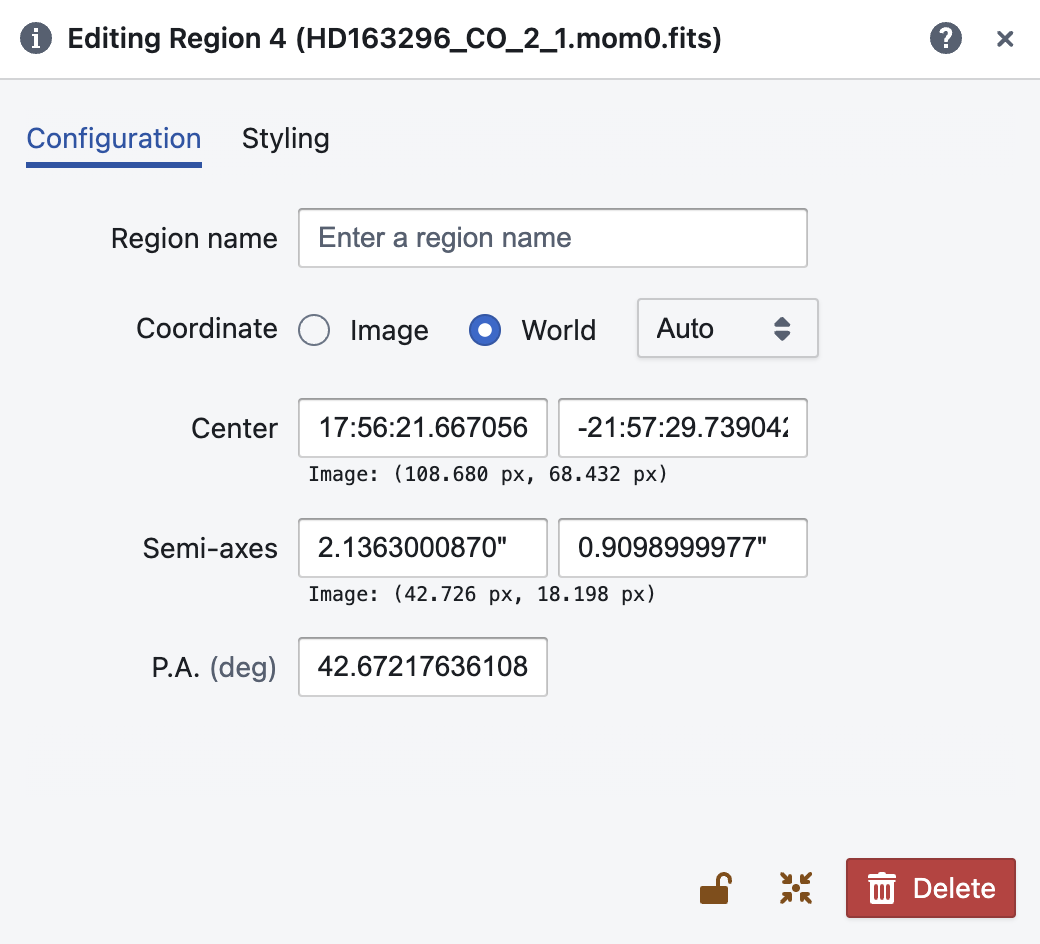 Editing Region 4 (HD163296_CO_2_1.mom0.fits)
Configuration Styling
Region name Enter a region name
Coordinate Image World Auto
Center 17:56:21.667056 -21:57:29.739042
Image: (108.680 px, 68.432 px)
Semi-axes 2.1363000870" 0.9098999977"
Image: (42.726 px, 18.198 px)
P.A. (deg) 42.67217636108
Delete